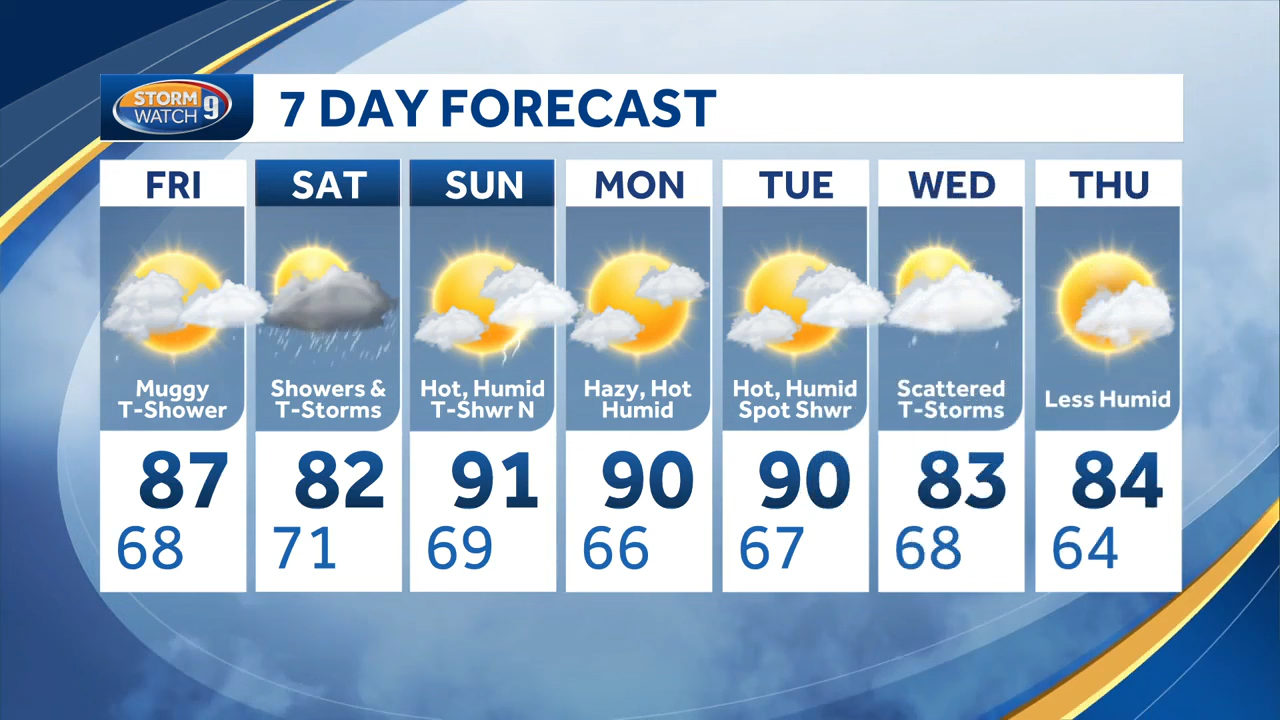 STORM
WATCH 9
7 DAY FORECAST
FRI
SAT
SUN
MON
TUE
WED
THU
Muggy
T-Shower
Showers &
T-Storms
Hot, Humid
T-Shwr N
Hazy, Hot
Humid
Hot, Humid
Spot Shwr
Scattered
T-Storms
Less Humid
87
82
91
90
90
83
84
68
71
69
66
67
68
64